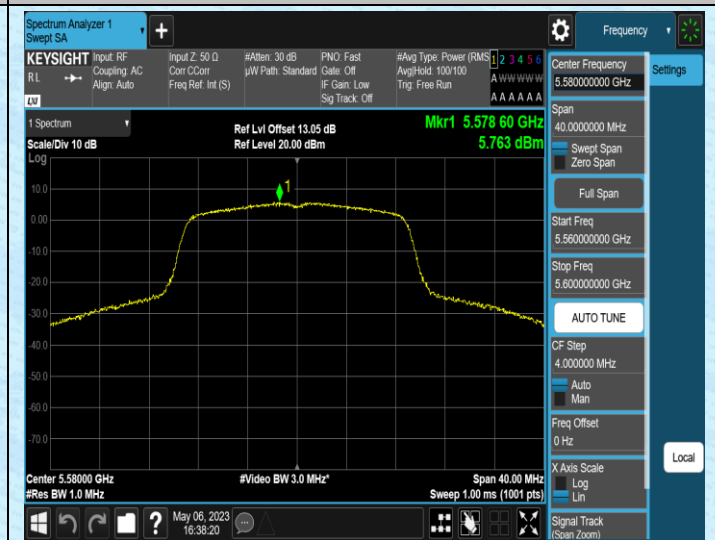 Spectrum Analyzer 1
Swept SA
+
Frequency
KEYSIGHT
R L
LXI
Input: RF
Coupling: AC
Align: Auto
Input Z: 50 Ω
Corr CCorr
Freq Ref: Int (S)
#Atten: 30 dB
µW Path: Standard
PNO: Fast
Gate: Off
IF Gain: Low
Sig Track: Off
#Avg Type: Power (RMS
Avg|Hold: 100/100
Trig: Free Run
1 2 3 4 5 6
A W W W W W
A A A A A A
1 Spectrum
Scale/Div 10 dB
Log
Ref Lvl Offset 13.05 dB
Ref Level 20.00 dBm
Mkr1 5.578 60 GHz
5.763 dBm
1
10.0
0.00
-10.0
-20.0
-30.0
-40.0
-50.0
-60.0
-70.0
Center 5.58000 GHz
#Res BW 1.0 MHz
#Video BW 3.0 MHz*
Span 40.00 MHz
Sweep 1.00 ms (1001 pts)
Center Frequency
5.580000000 GHz
Settings
Span
40.0000000 MHz
Swept Span
Zero Span
Full Span
Start Freq
5.560000000 GHz
Stop Freq
5.600000000 GHz
AUTO TUNE
CF Step
4.000000 MHz
Auto
Man
Freq Offset
0 Hz
X Axis Scale
Log
Lin
Local
Signal Track
(Span Zoom)
?
May 06, 2023
16:38:20